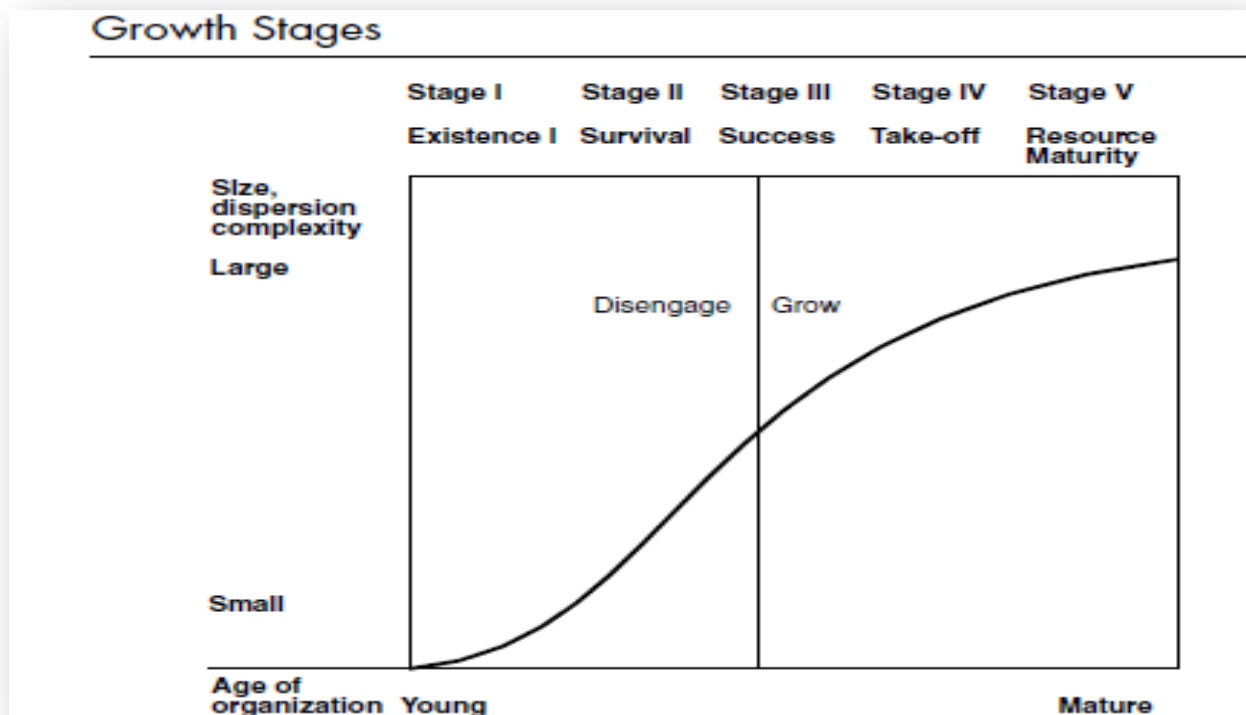 Growth Stages
Stage I Stage II Stage III Stage IV Stage V
Existence I Survival Success Take-off Resource
Maturity
SIze,
dispersion
complexity
Large
Disengage Grow
Small
Age of
organization Young Mature